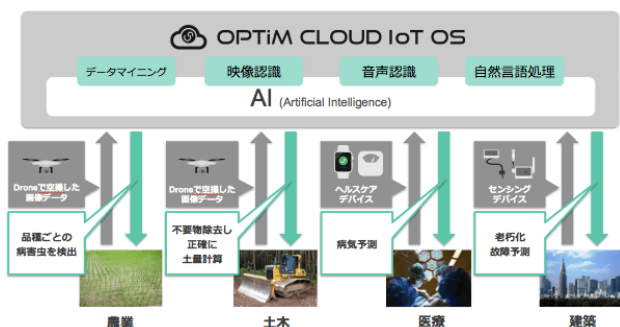 OPTiM CLOUD IoT OS
データマイニング
映像認識
音声認識
自然言語処理
AI (Artificial Intelligence)
Droneで空撮した
画像データ
Droneで空撮した
画像データ
ヘルスケア
デバイス
センシング
デバイス
品種ごとの
病害虫を検出
不要物除去し
正確に
土量計算
病気予測
老朽化
故障予測
農業
土木
医療
建築